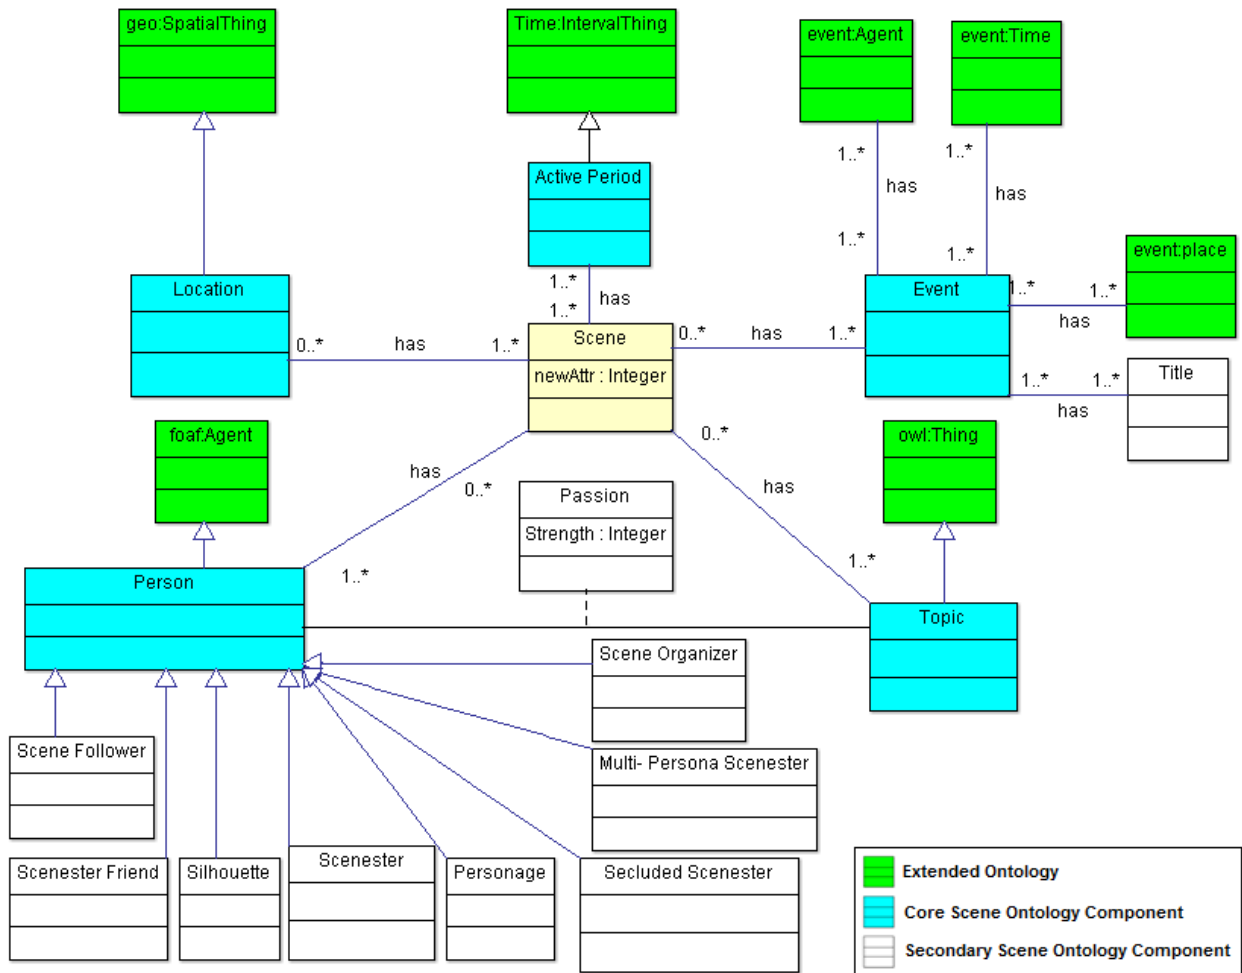 geo:SpatialThing
Time:IntervalThing
event:Agent
event:Time
1..*
1..*
has
has
Active Period
1..*
1..*
event:place
Location
1..*
has
1..*
Event
1..*
1..*
has
0..*
has
1..*
Scene
newAttr : Integer
0..*
has
1..*
1..*
1..*
has
Title
foaf:Agent
has
0..*
0..*
has
owl:Thing
Passion
Strength : Integer
1..*
1..*
Person
Topic
Scene Organizer
Scene Follower
Multi- Persona Scenester
Scenester Friend
Silhouette
Scenester
Personage
Secluded Scenester
Extended Ontology
Core Scene Ontology Component
Secondary Scene Ontology Component